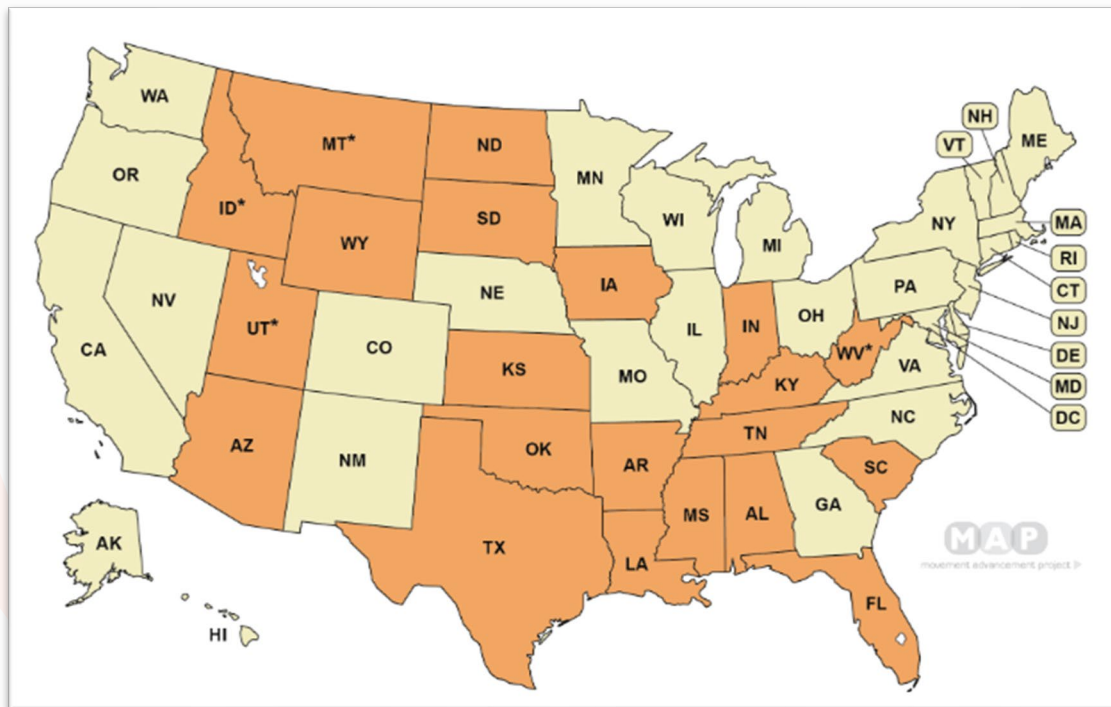 WA
OR
CA
NV
ID*
MT*
WY
UT*
AZ
CO
NM
ND
SD
NE
KS
OK
TX
MN
IA
MO
AR
LA
WI
IL
MI
IN
OH
KY
TN
MS
AL
GA
FL
SC
NC
VA
WV*
PA
NY
VT
NH
ME
MA
RI
CT
NJ
DE
MD
DC
AK
HI
MAP
movement advancement project